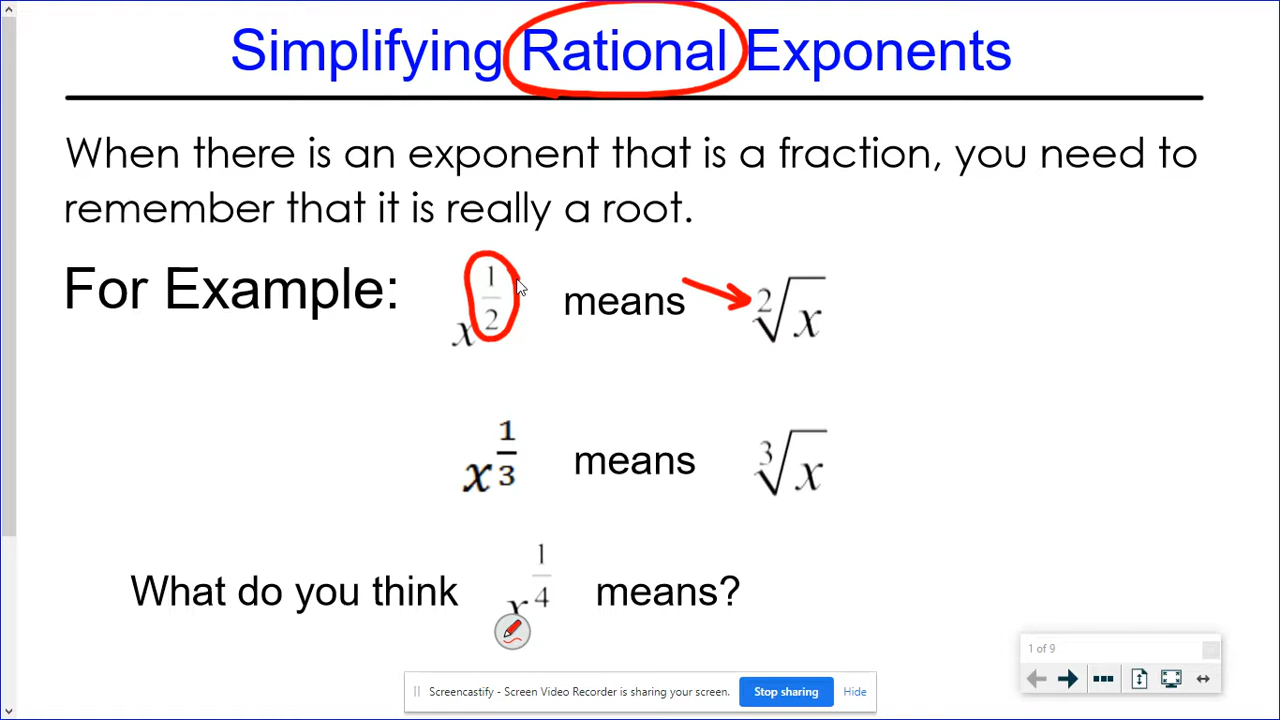 Simplifying Rational Exponents
When there is an exponent that is a fraction, you need to
remember that it is really a root.
For Example: x^(1/2) means ²√x
x^(1/3) means ³√x
What do you think x^(1/4) means?
1 of 9
Screencastify - Screen Video Recorder is sharing your screen. Stop sharing Hide